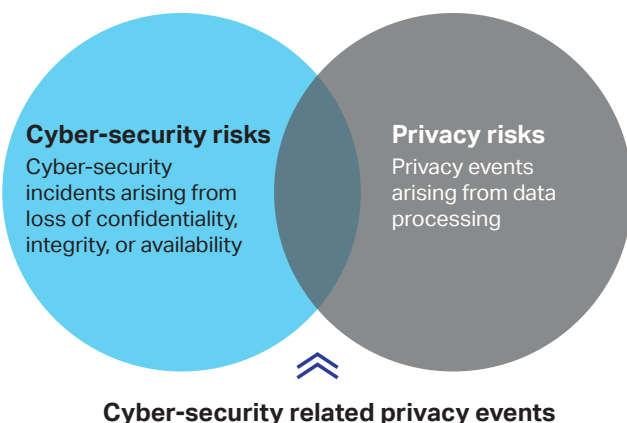 Cyber-security risks
Cyber-security
incidents arising from
loss of confidentiality,
integrity, or availability
Privacy risks
Privacy events
arising from data
processing
Cyber-security related privacy events